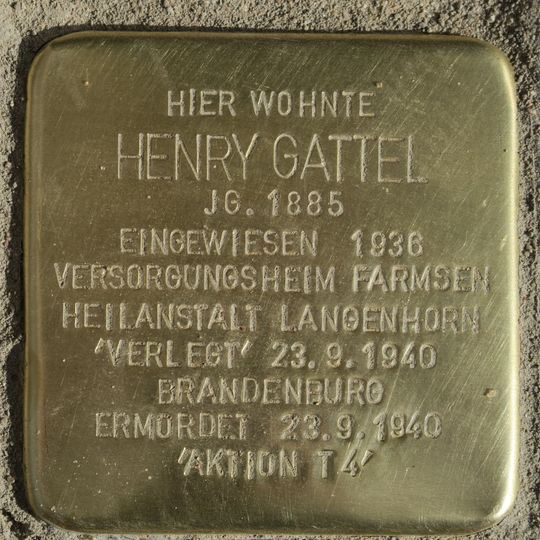 HIER WOHNTE
HENRY GATTEL
JG. 1885
EINGEWIESEN 1936
VERSORGUNGSHEIM FARMSEN
HEILANSTALT LANGENHORN
'VERLEGT' 23.9.1940
BRANDENBURG
ERMORDET 23.9.1940
'AKTION T4'